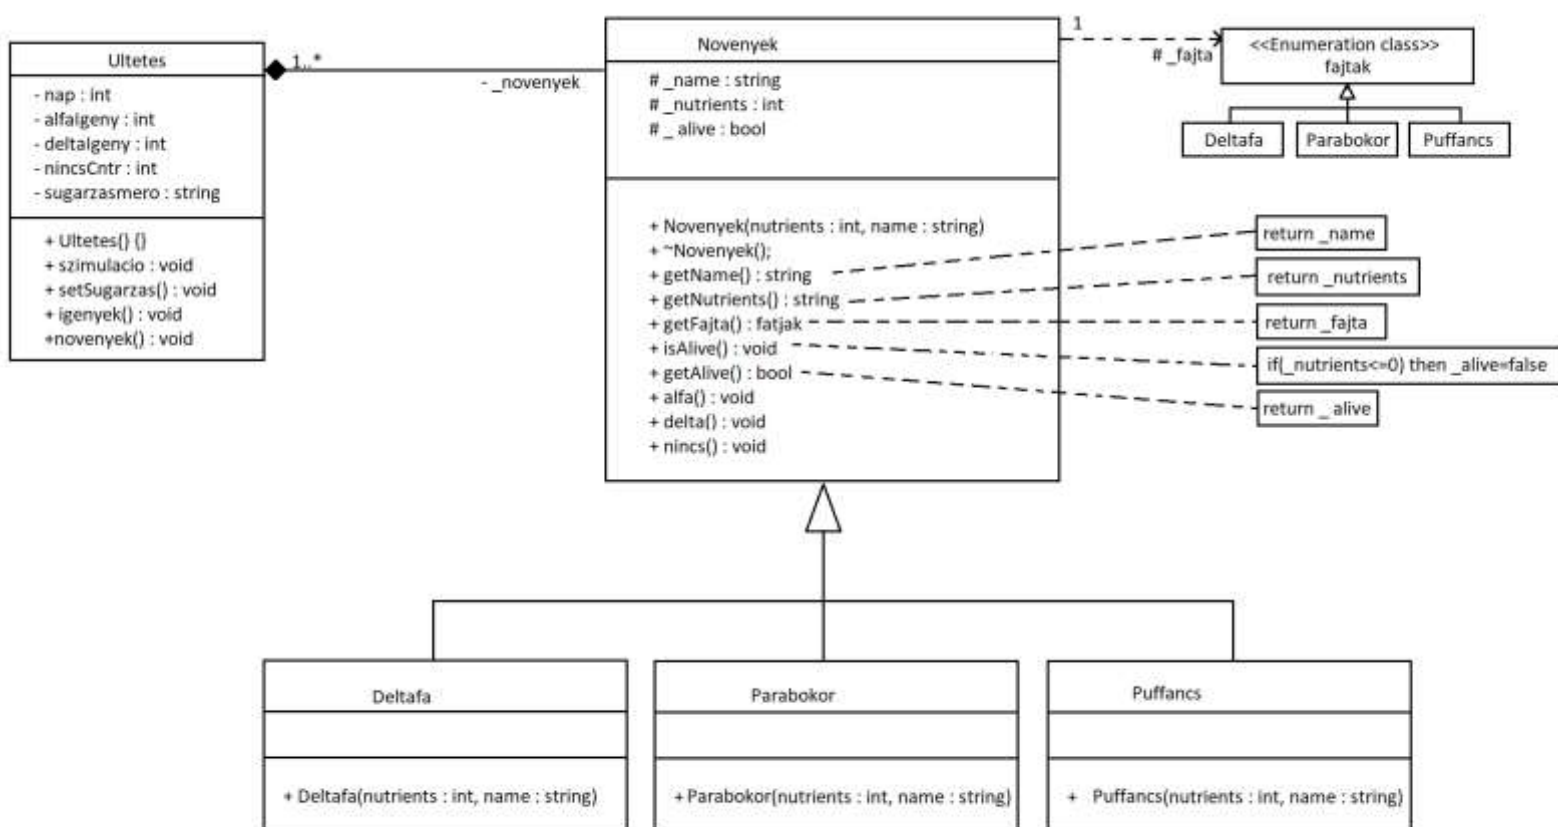 Ultetes
- nap : int
- alfaIgeny : int
- deltaIgeny : int
- nincsCntr : int
- sugarzasmero : string
+ Ultetes() {}
+ szimulacio : void
+ setSugarzas() : void
+ igenyek() : void
+novenyek() : void
1..*
- _novenyek
Novenyek
# _name : string
# _nutrients : int
# _ alive : bool
+ Novenyek(nutrients : int, name : string)
+ ~Novenyek();
+ getName() : string
+ getNutrients() : string
+ getFajta() : fatjak
+ isAlive() : void
+ getAlive() : bool
+ alfa() : void
+ delta() : void
+ nincs() : void
1
# _fajta
<<Enumeration class>>
fajtak
Deltafa
Parabokor
Puffancs
return _name
return _nutrients
return _fajta
if(_nutrients<=0) then _alive=false
return _ alive
Deltafa
+ Deltafa(nutrients : int, name : string)
Parabokor
+ Parabokor(nutrients : int, name : string)
Puffancs
+ Puffancs(nutrients : int, name : string)